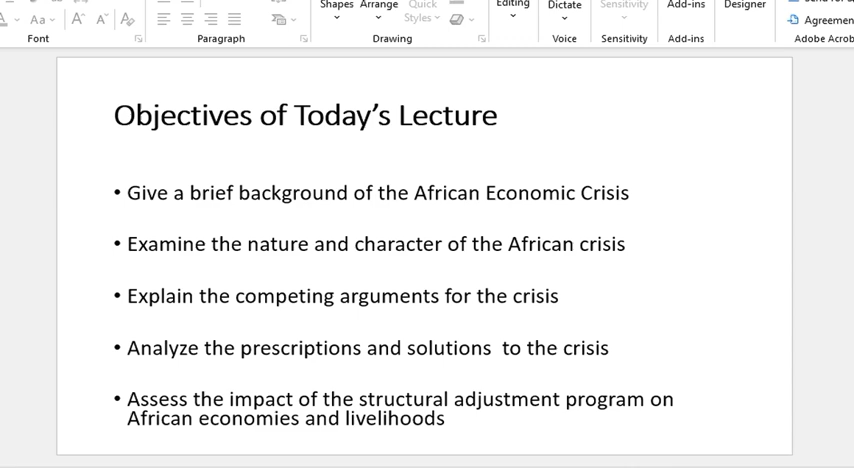 Shapes Arrange Quick Styles Editing Dictate Sensitivity Add-ins Designer
Agreemen
Font Paragraph Drawing Voice Sensitivity Add-ins Adobe Acrob
Objectives of Today's Lecture
• Give a brief background of the African Economic Crisis
• Examine the nature and character of the African crisis
• Explain the competing arguments for the crisis
• Analyze the prescriptions and solutions  to the crisis
• Assess the impact of the structural adjustment program on
African economies and livelihoods